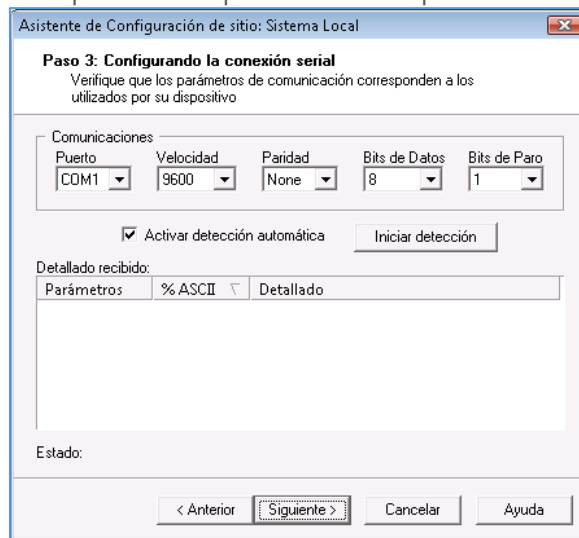 Asistente de Configuración de sitio: Sistema Local
Paso 3: Configurando la conexión serial
Verifique que los parámetros de comunicación corresponden a los
utilizados por su dispositivo
Comunicaciones
Puerto Velocidad Paridad Bits de Datos Bits de Paro
COM1 9600 None 8 1
Activar detección automática Iniciar detección
Detallado recibido:
Parámetros % ASCII Detallado
Estado:
< Anterior Siguiente > Cancelar Ayuda